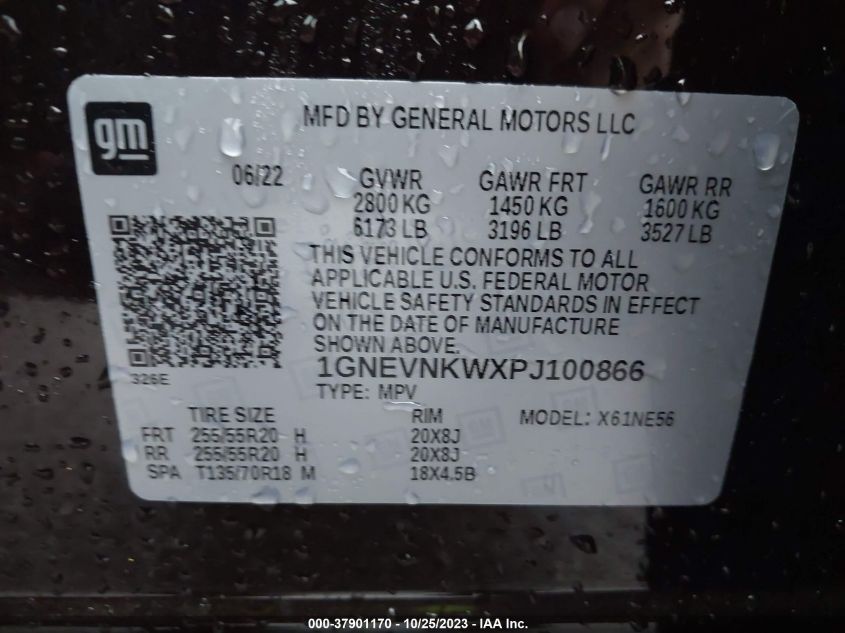 gm
MFD BY GENERAL MOTORS LLC
06/22 GVWR GAWR FRT GAWR RR
2800 KG 1450 KG 1600 KG
6173 LB 3196 LB 3527 LB
THIS VEHICLE CONFORMS TO ALL
APPLICABLE U.S. FEDERAL MOTOR
VEHICLE SAFETY STANDARDS IN EFFECT
ON THE DATE OF MANUFACTURE
SHOWN ABOVE.
326E
1GNEVNKWXPJ100866
TYPE: MPV
TIRE SIZE RIM MODEL: X61NE56
FRT 255/55R20 H 20X8J
RR 255/55R20 H 20X8J
SPA T135/70R18 M 18X4.5B
000-37901170 - 10/25/2023 - IAA Inc.